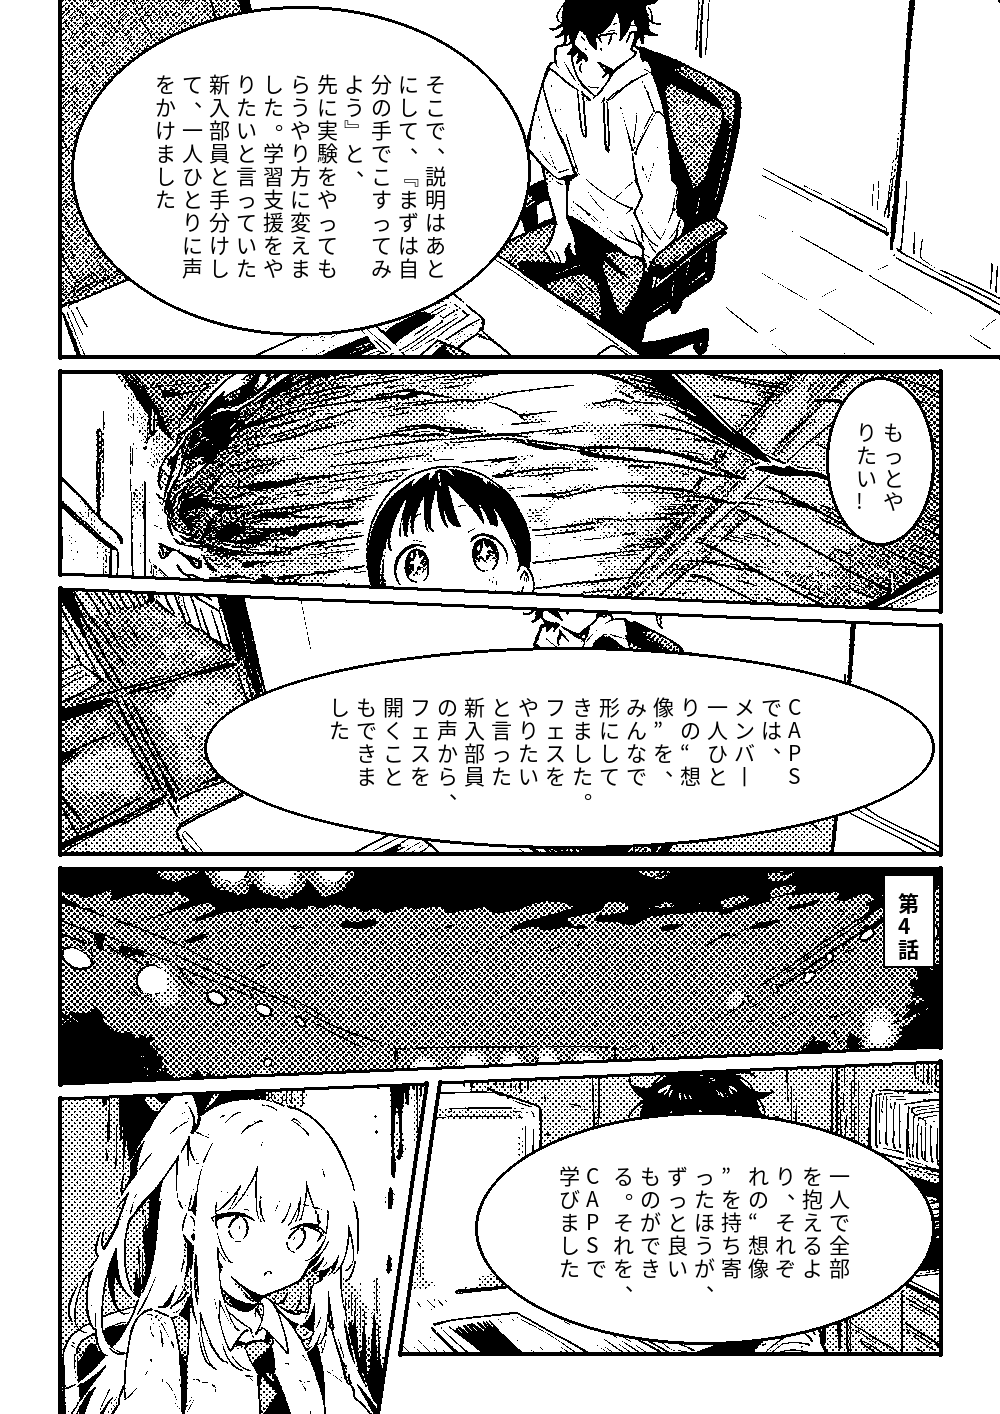 そこで、説明はあと
にして、『まずは自
分の手でこすってみ
よう』と、
先に実験をやっても
らうやり方に変えま
した。学習支援をや
りたいと言っていた
新入部員と手分けし
て、一人ひとりに声
をかけました
もっとや
りたい！
CAPS
では、
メンバー
一人ひと
りの“想
像”を、
みんなで
形にして
きました。
フェスを
やりたい
と言った
新入部員
の声から、
フェスを
開くこと
もできま
した
第4話
一人で全部
を抱えるよ
り、それぞ
れの“想像
”を持ち寄
ったほうが、
ずっと良い
ものができ
る。それを、
CAPSで
学びました